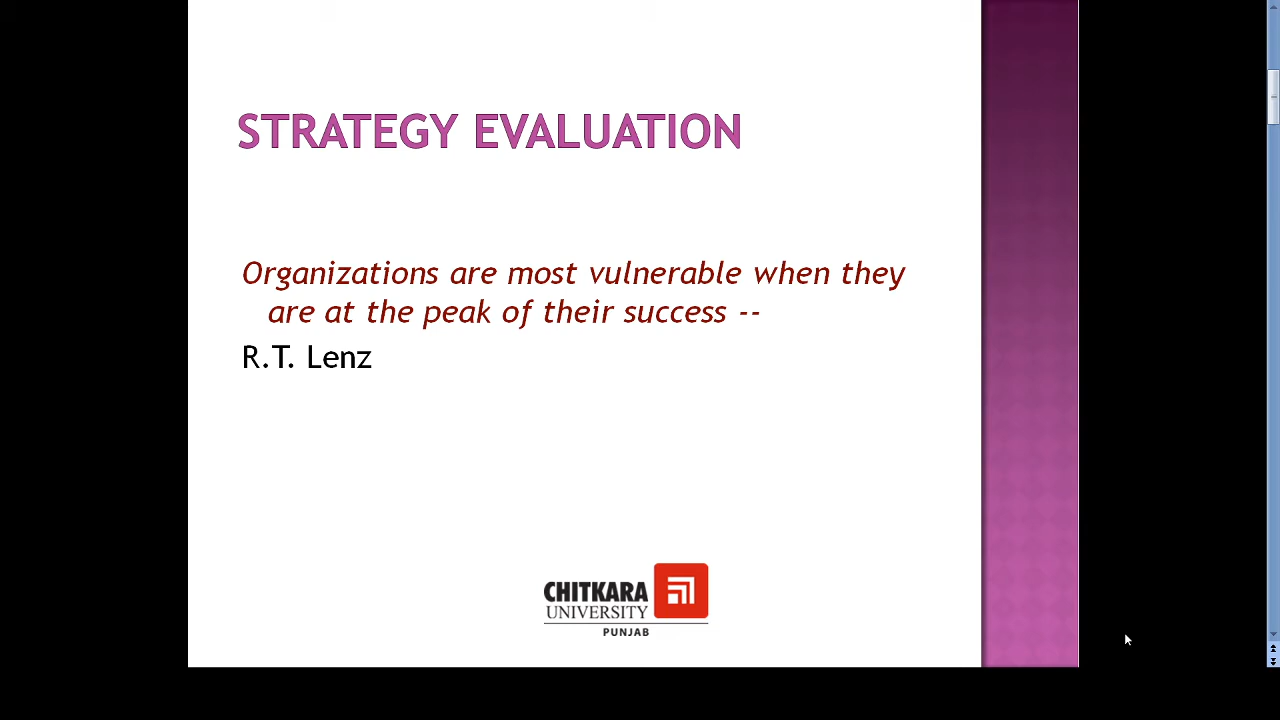 STRATEGY EVALUATION
Organizations are most vulnerable when they
are at the peak of their success --
R.T. Lenz
CHITKARA
UNIVERSITY
PUNJAB